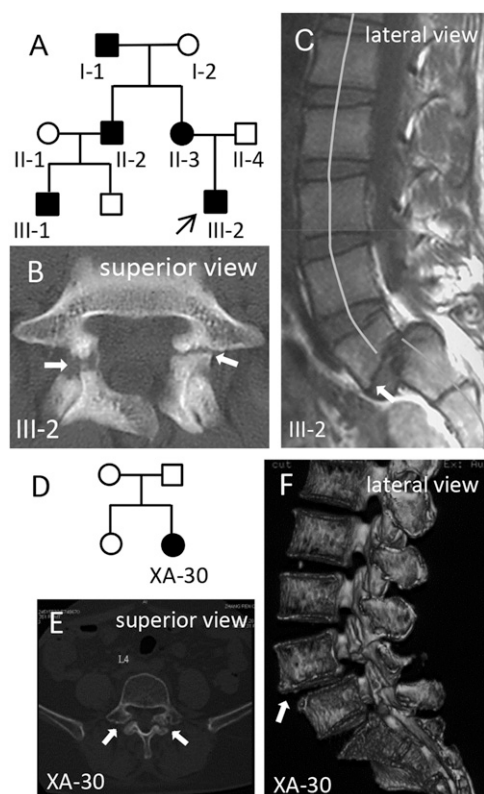 A
I-1
I-2
II-1
II-2
II-3
II-4
III-1
III-2
B
superior view
III-2
C
lateral view
III-2
D
XA-30
E
superior view
L4
XA-30
F
cut
lateral view
XA-30